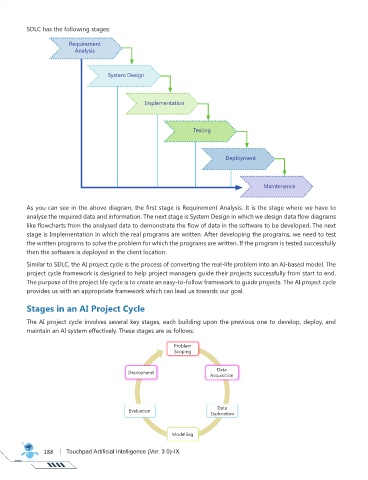 SDLC has the following stages:
Requirement
Analysis
System Design
Implementation
Testing
Deployment
Maintenance
As you can see in the above diagram, the first stage is Requirement Analysis. It is the stage where we have to
analyse the required data and information. The next stage is System Design in which we design data flow diagrams
like flowcharts from the analysed data to demonstrate the flow of data in the software to be developed. The next
stage is Implementation in which the real programs are written. After developing the programs, we need to test
the written programs to solve the problem for which the programs are written. If the program is tested successfully
then the software is deployed in the client location.
Similar to SDLC, the AI project cycle is the process of converting the real-life problem into an AI-based model. The
project cycle framework is designed to help project managers guide their projects successfully from start to end.
The purpose of the project life cycle is to create an easy-to-follow framework to guide projects. The AI project cycle
provides us with an appropriate framework which can lead us towards our goal.
Stages in an AI Project Cycle
The AI project cycle involves several key stages, each building upon the previous one to develop, deploy, and
maintain an AI system effectively. These stages are as follows:
Problem
Scoping
Data
Acquisition
Data
Exploration
Modelling
Evaluation
Deployment
188 | Touchpad Artificial Intelligence (Ver. 3.0)-IX